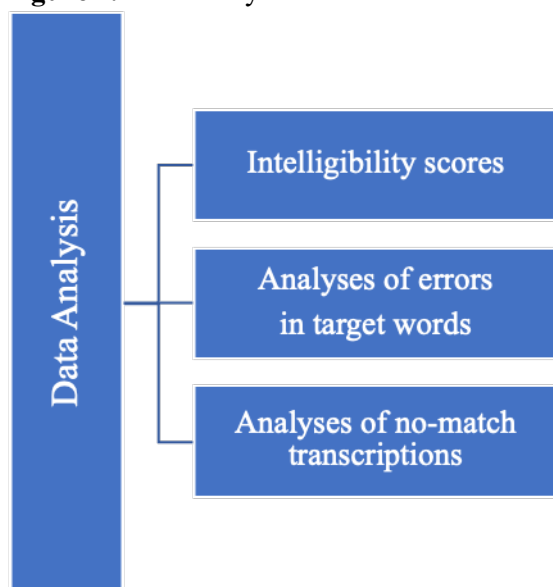 Data Analysis
Intelligibility scores
Analyses of errors
in target words
Analyses of no-match
transcriptions